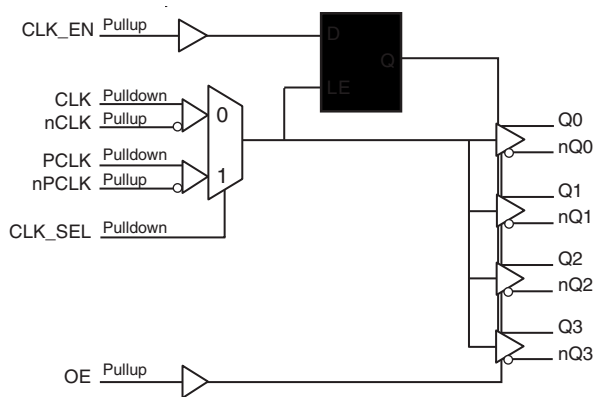 CLK_EN Pullup
D
Q
LE
CLK Pulldown
nCLK Pullup
0
PCLK Pulldown
nPCLK Pullup
1
CLK_SEL Pulldown
Q0
nQ0
Q1
nQ1
Q2
nQ2
Q3
nQ3
OE Pullup